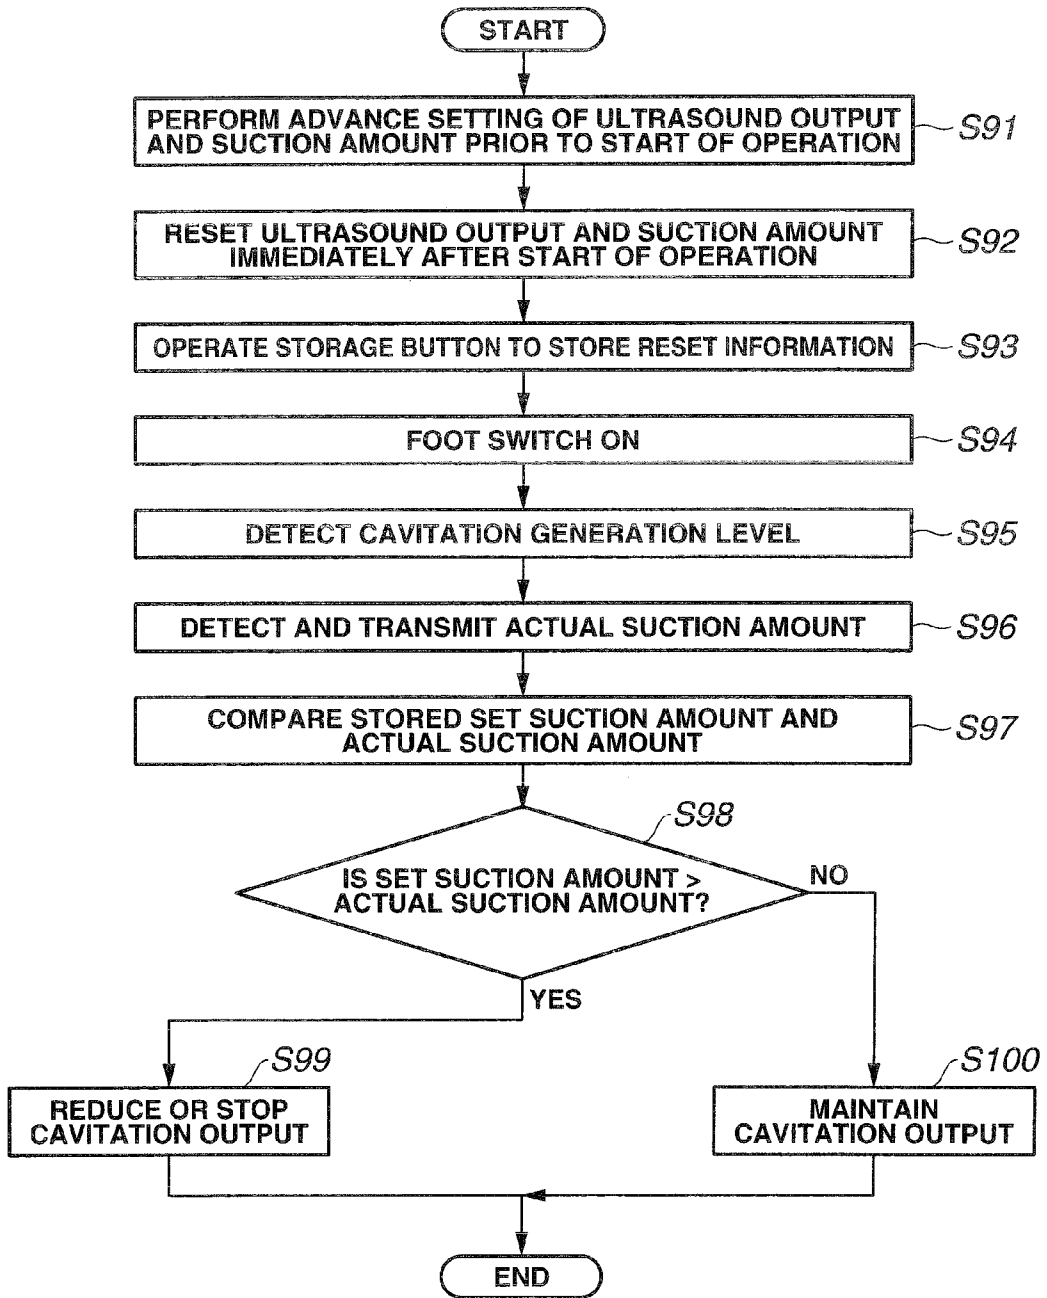 START
PERFORM ADVANCE SETTING OF ULTRASOUND OUTPUT
AND SUCTION AMOUNT PRIOR TO START OF OPERATION
S91
RESET ULTRASOUND OUTPUT AND SUCTION AMOUNT
IMMEDIATELY AFTER START OF OPERATION
S92
OPERATE STORAGE BUTTON TO STORE RESET INFORMATION
S93
FOOT SWITCH ON
S94
DETECT CAVITATION GENERATION LEVEL
S95
DETECT AND TRANSMIT ACTUAL SUCTION AMOUNT
S96
COMPARE STORED SET SUCTION AMOUNT AND
ACTUAL SUCTION AMOUNT
S97
S98
IS SET SUCTION AMOUNT >
ACTUAL SUCTION AMOUNT?
NO
YES
S99
REDUCE OR STOP
CAVITATION OUTPUT
S100
MAINTAIN
CAVITATION OUTPUT
END